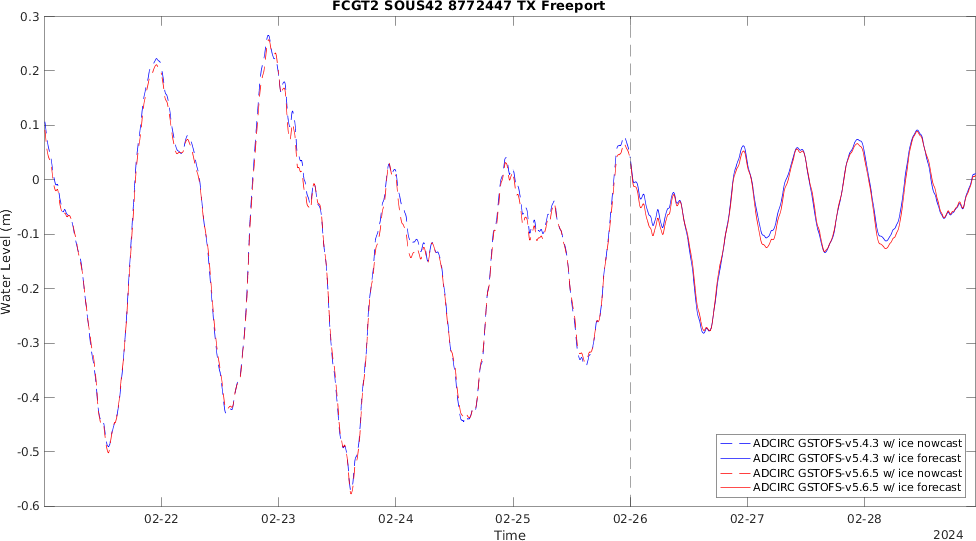 FCGT2 SOUS42 8772447 TX Freeport
0.3
0.2
0.1
0
-0.1
-0.2
-0.3
-0.4
-0.5
-0.6
Water Level (m)
02-22
02-23
02-24
02-25
02-26
02-27
02-28
Time
2024
ADCIRC GSTOFS-v5.4.3 w/ ice nowcast
ADCIRC GSTOFS-v5.4.3 w/ ice forecast
ADCIRC GSTOFS-v5.6.5 w/ ice nowcast
ADCIRC GSTOFS-v5.6.5 w/ ice forecast